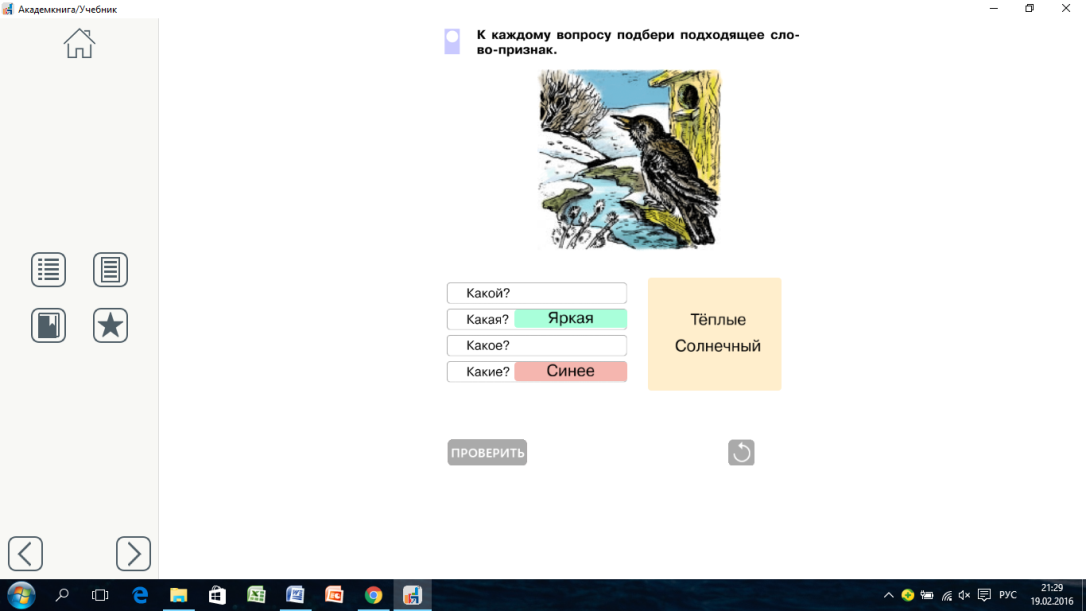 Академкнига/Учебник
К каждому вопросу подбери подходящее сло-
во-признак.
Какой?
Какая? Яркая
Какое?
Какие? Синее
Тёплые
Солнечный
ПРОВЕРИТЬ
РУС
21:29
19.02.2016